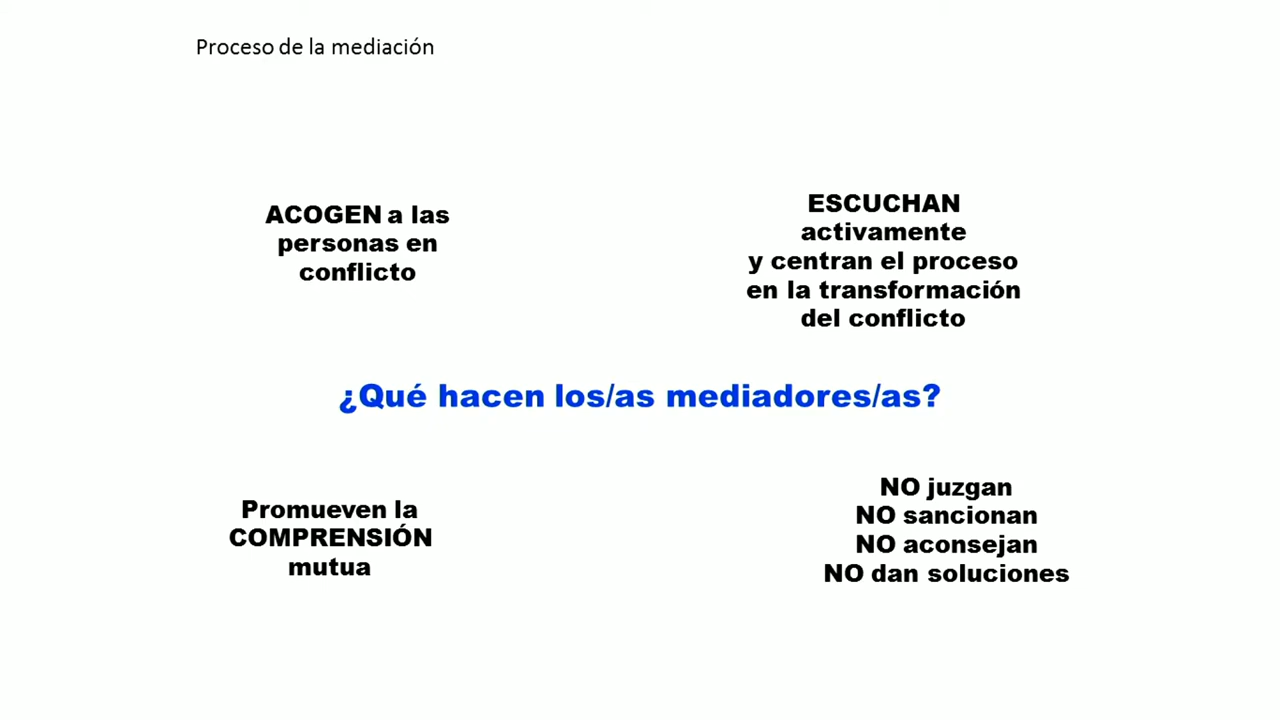 Proceso de la mediación
ACOGEN a las
personas en
conflicto
ESCUCHAN
activamente
y centran el proceso
en la transformación
del conflicto
¿Qué hacen los/as mediadores/as?
Promueven la
COMPRENSIÓN
mutua
NO juzgan
NO sancionan
NO aconsejan
NO dan soluciones